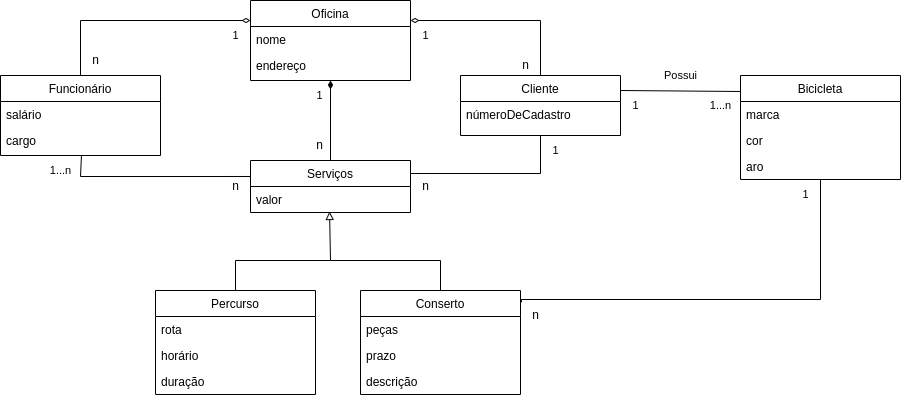 Oficina
nome
endereço
1
1
n
n
Funcionário
salário
cargo
1
n
Cliente
númeroDeCadastro
Possui
1
1...n
Bicicleta
marca
cor
aro
1...n
n
Serviços
valor
n
1
1
Percurso
rota
horário
duração
Conserto
peças
prazo
descrição
n